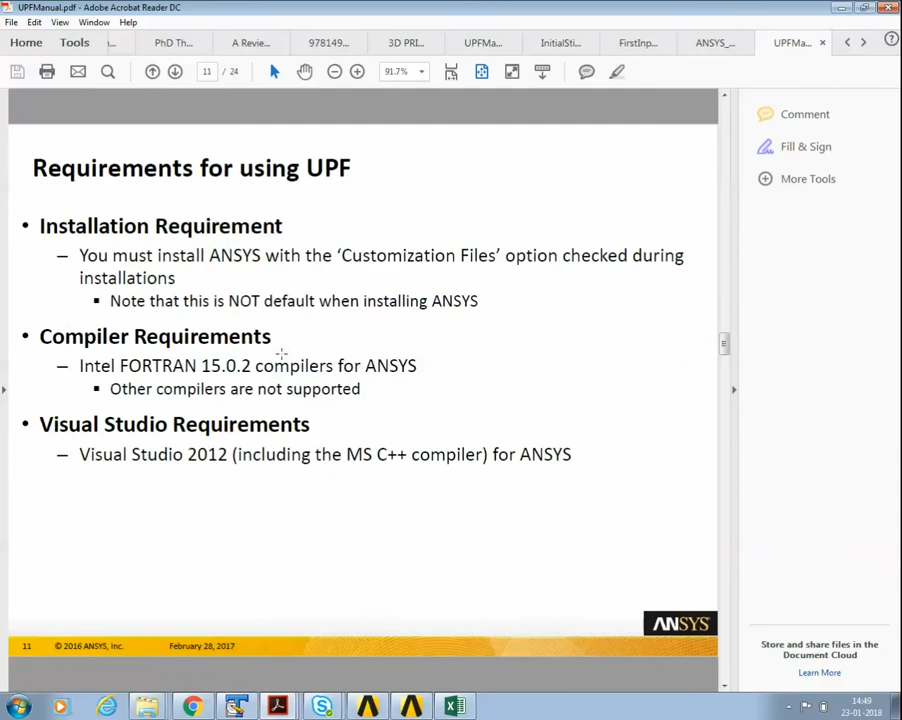 UPFManual.pdf - Adobe Acrobat Reader DC
File Edit View Window Help
Home Tools ... PhD Th... A Revie... 978149... 3D PRI... UPFMa... InitialSti... FirstInp... ANSYS_... UPFMa... ×
11 / 24 91.7%
Comment
Fill & Sign
More Tools
Requirements for using UPF
• Installation Requirement
– You must install ANSYS with the ‘Customization Files’ option checked during
installations
▪ Note that this is NOT default when installing ANSYS
• Compiler Requirements
– Intel FORTRAN 15.0.2 compilers for ANSYS
▪ Other compilers are not supported
• Visual Studio Requirements
– Visual Studio 2012 (including the MS C++ compiler) for ANSYS
ANSYS
11 © 2016 ANSYS, Inc. February 28, 2017
Store and share files in the
Document Cloud
Learn More
14:49
23-01-2018